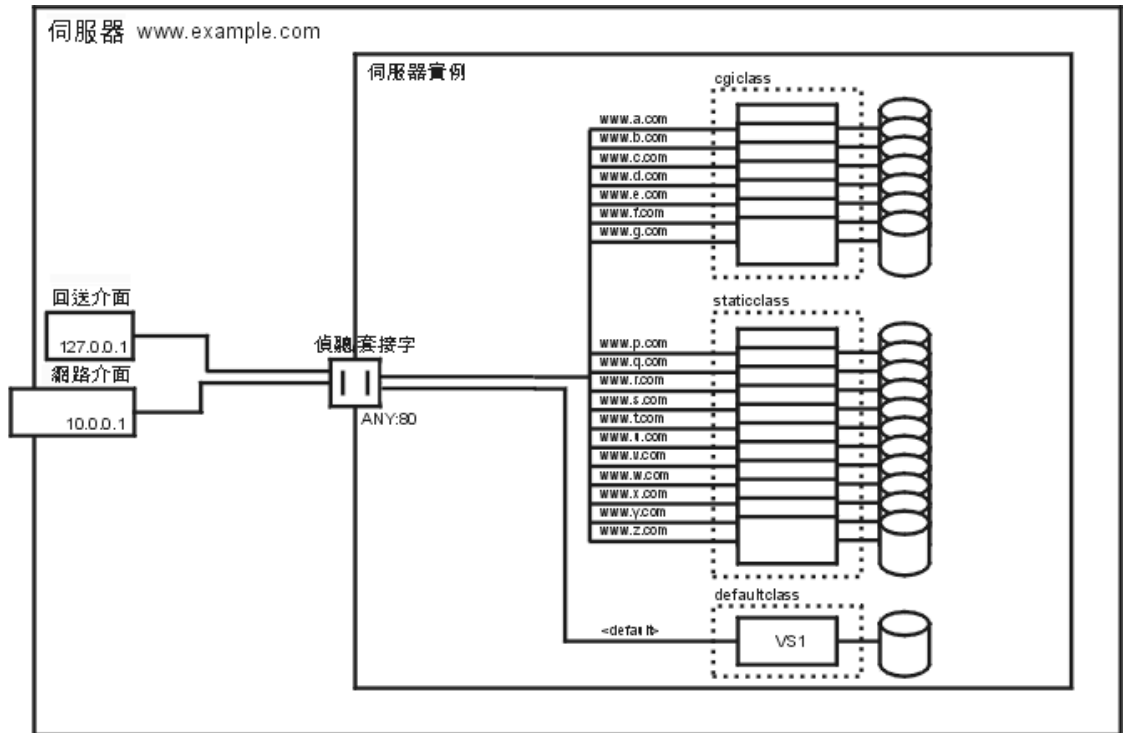 伺服器 www.example.com
伺服器實例
cgiclass
www.a.com
www.b.com
www.c.com
www.d.com
www.e.com
www.f.com
www.g.com
staticclass
www.p.com
www.q.com
www.r.com
www.s.com
www.t.com
www.u.com
www.v.com
www.w.com
www.x.com
www.y.com
www.z.com
回送介面
127.0.0.1
網路介面
10.0.0.1
偵聽套接字
ANY:80
defaultclass
<default>
VS1